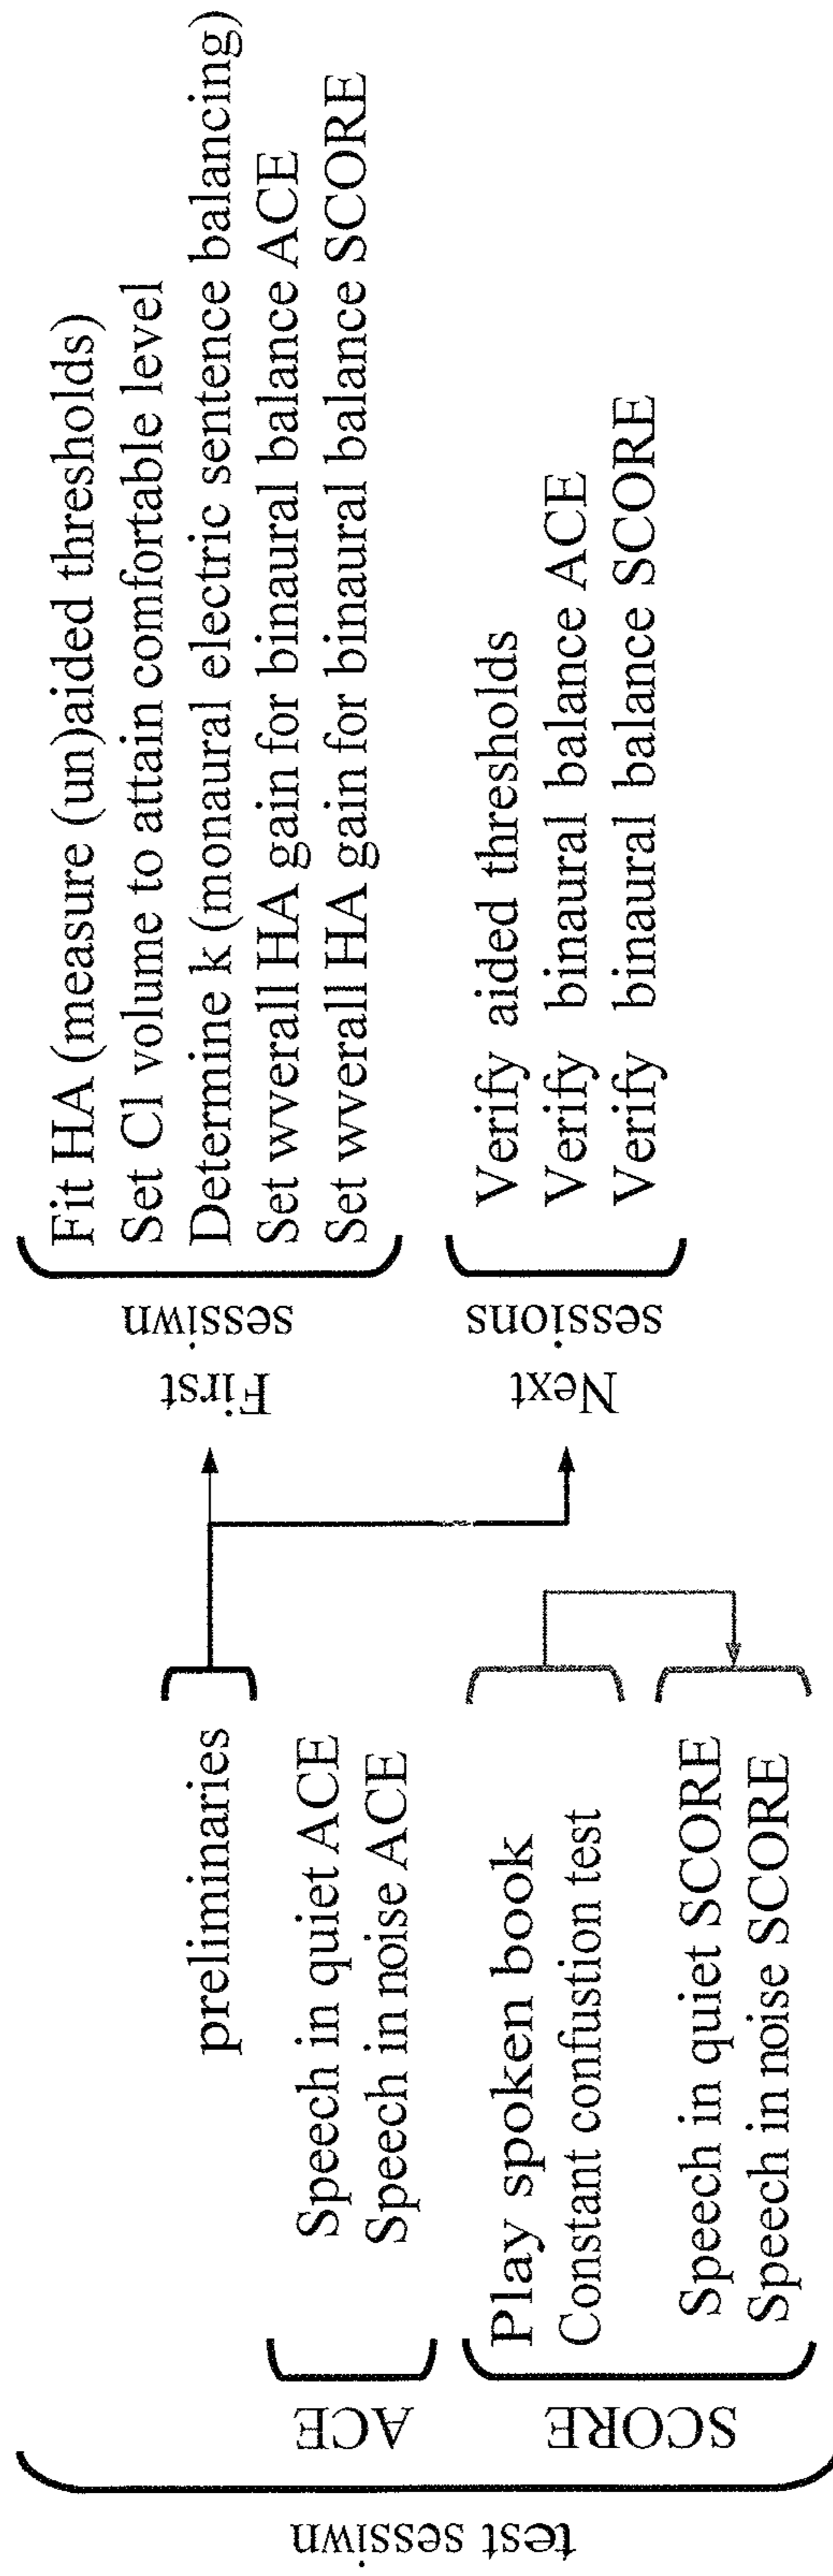 test sessiwn
preliminaries
ACE
Speech in quiet ACE
Speech in noise ACE
SCORE
Play spoken book
Constant confustion test
Speech in quiet SCORE
Speech in noise SCORE
First
sessiwn
Fit HA (measure (un)aided thresholds)
Set Cl volume to attain comfortable level
Determine k (monaural electric sentence balancing)
Set wverall HA gain for binaural balance ACE
Set wverall HA gain for binaural balance SCORE
Next
sessions
Verify aided thresholds
Verify binaural balance ACE
Verify binaural balance SCORE